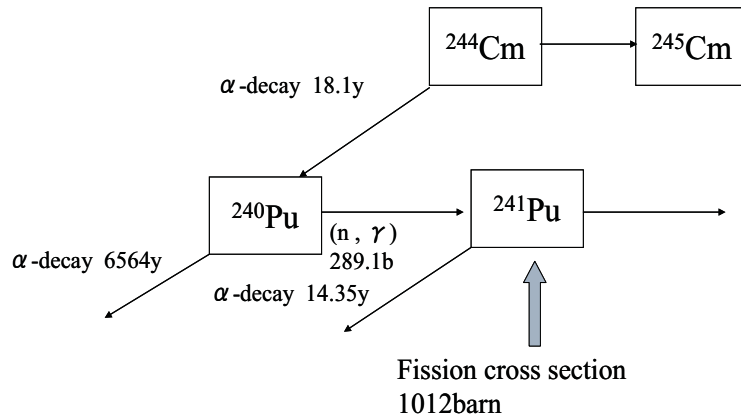 ²⁴⁴Cm
²⁴⁵Cm
α-decay 18.1y
²⁴⁰Pu
²⁴¹Pu
(n, γ)
289.1b
α-decay 6564y
α-decay 14.35y
Fission cross section
1012barn